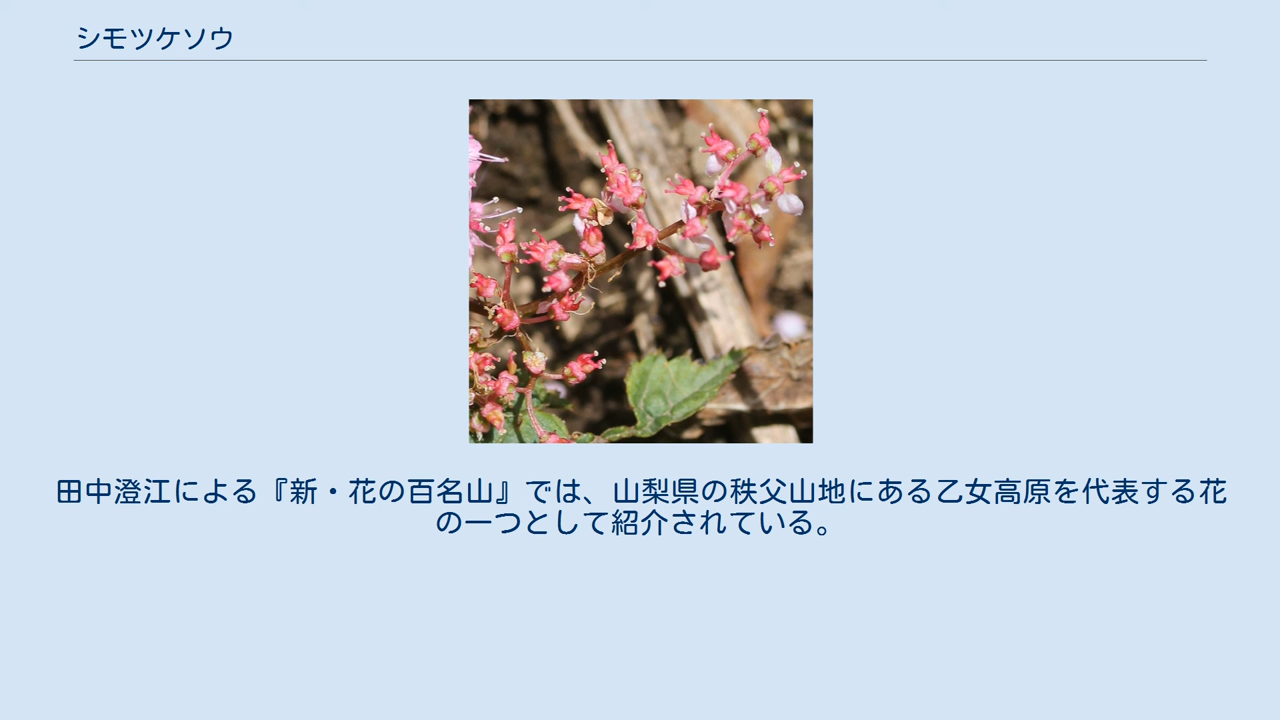 シモツケソウ
田中澄江による『新・花の百名山』では、山梨県の秩父山地にある乙女高原を代表する花
の一つとして紹介されている。